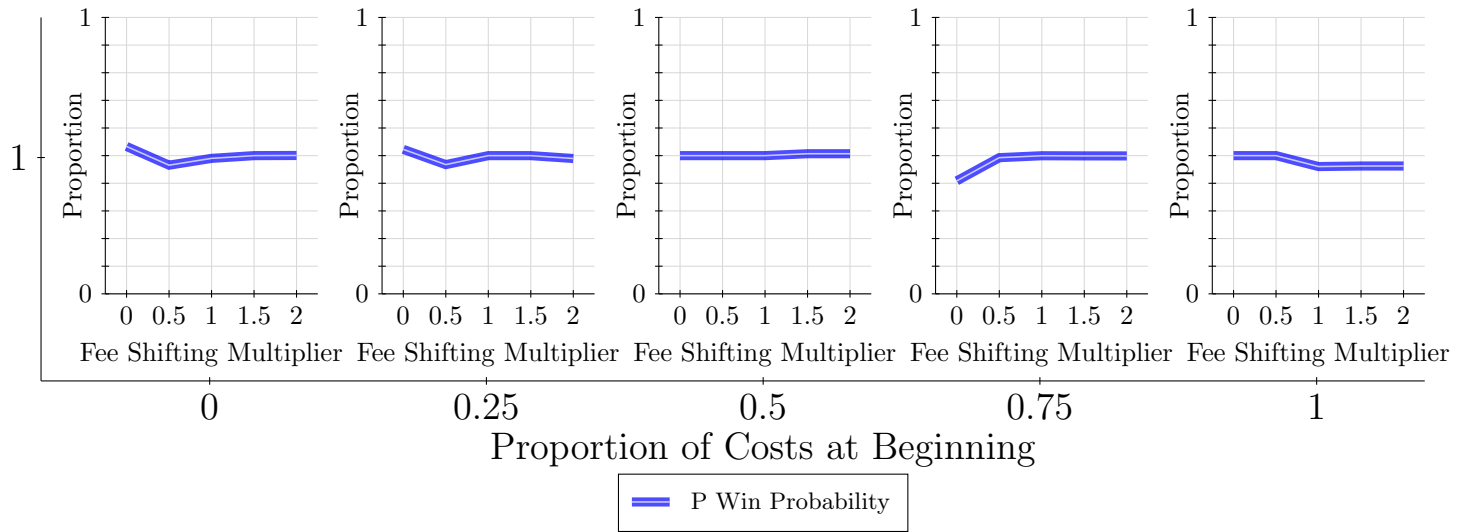 1 1 1 1 1
Proportion Proportion Proportion Proportion Proportion
1
0 0 0 0 0
0 0.5 1 1.5 2 0 0.5 1 1.5 2 0 0.5 1 1.5 2 0 0.5 1 1.5 2 0 0.5 1 1.5 2
Fee Shifting Multiplier Fee Shifting Multiplier Fee Shifting Multiplier Fee Shifting Multiplier Fee Shifting Multiplier
0 0.25 0.5 0.75 1
Proportion of Costs at Beginning
P Win Probability